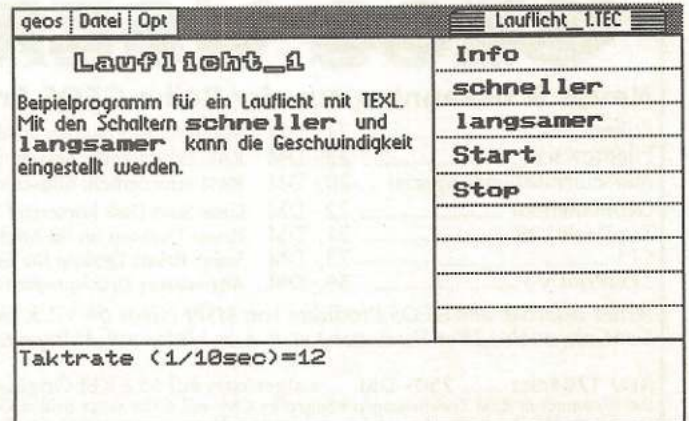 geos Datei Opt
Lauflicht_1.TEC
Lauflicht_1
Beipielprogramm für ein Lauflicht mit TEXL.
Mit den Schaltern schneller und
langsamer kann die Geschwindigkeit
eingestellt werden.
Info
schneller
langsamer
Start
Stop
Taktrate (1/10sec)=12